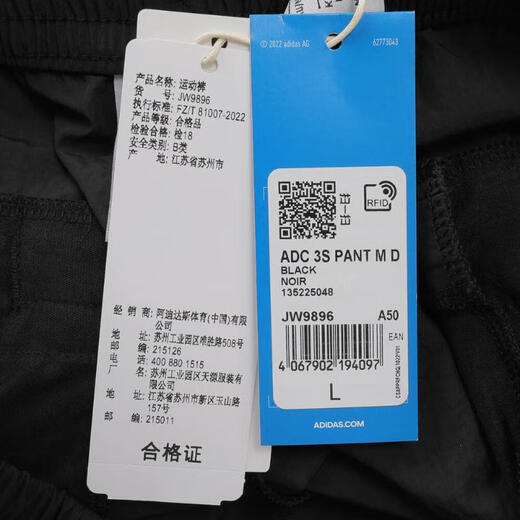 产品名称: 运动裤
货 号: JW9896
执行标准: FZ/T 81007-2022
产品等级: 合格品
检验合格: 检18
安全类别: B类
产 地: 江苏省苏州市
经 销 商: 阿迪达斯体育(中国)有限公司
地 址: 苏州工业园区唯胜路508号
邮 编: 215126
电 话: 400 880 1515
厂 名: 苏州工业园区天源服装有限公司
地 址: 江苏省苏州市新区玉山路157号
邮 编: 215011
合格证
© 2022 adidas AG
62773043
扫一扫
RFID
ADC 3S PANT M D
BLACK
NOIR
135225048
JW9896 A50
EAN
4 067902 194097
L
ADIDAS.COM